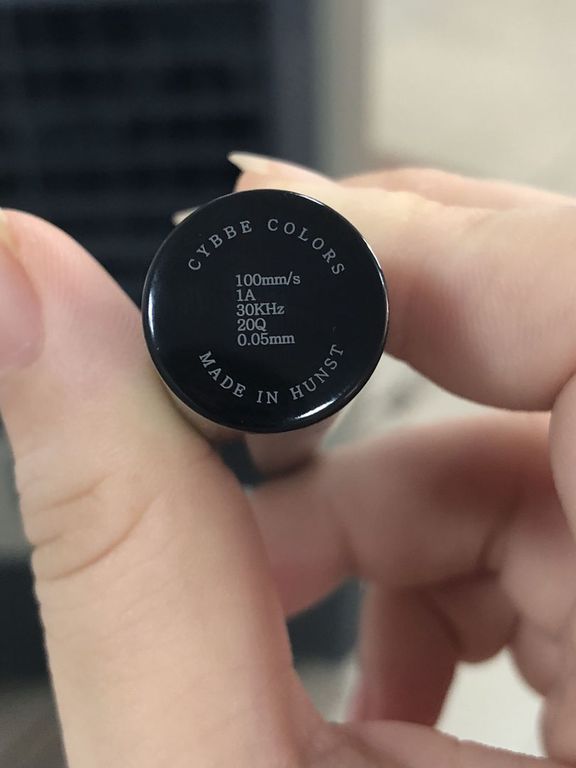 CYBBE COLORS
100mm/s
1A
30KHz
20Q
0.05mm
MADE IN HUNST